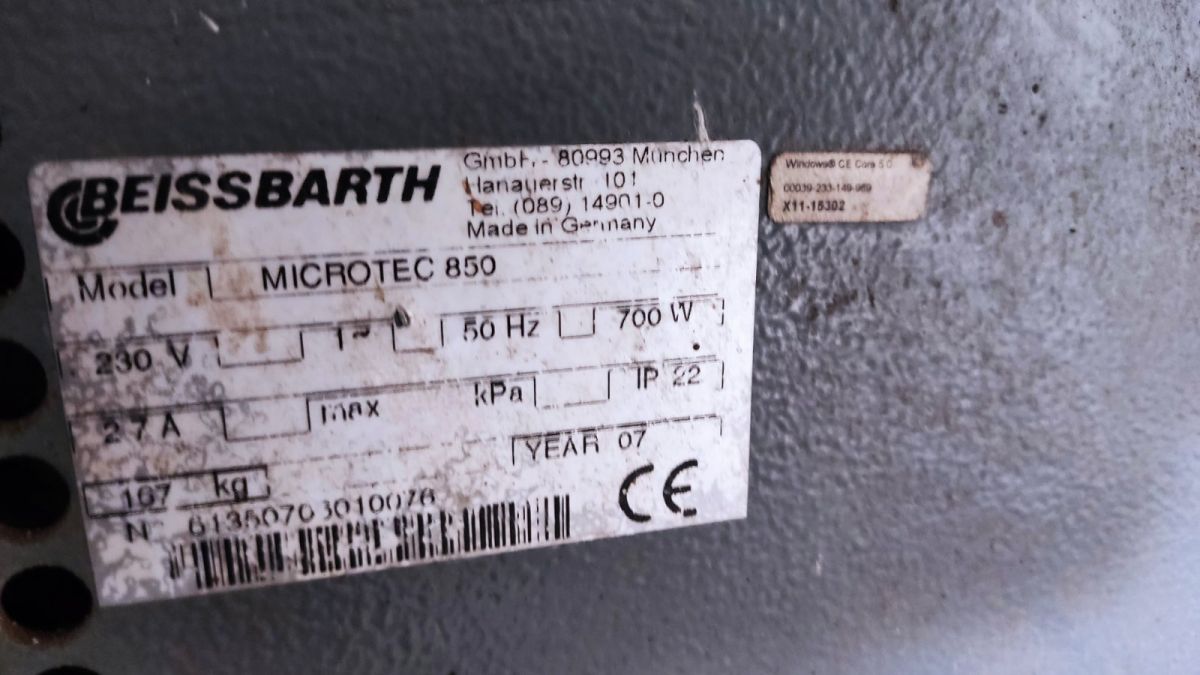 BEISSBARTH
GmbH. - 80993 München
Hanauerstr. 101
Tel. (089) 14901-0
Made in Germany
Model MICROTEC 850
230 V 1~ 50 Hz 700 W
2.7 A max kPa IP 22
YEAR 07
167 kg
N°
CE
Windows® CE Core 5.0
00039-233-149-969
X11-15302